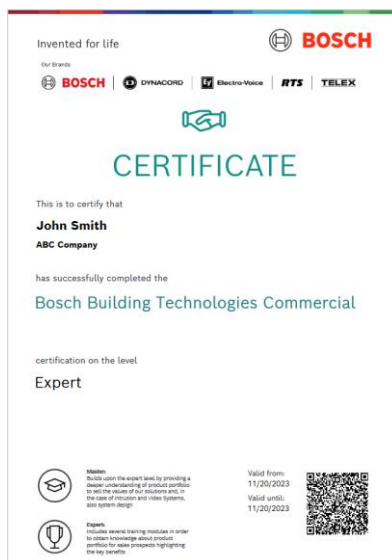 Invented for life
BOSCH
Our Brands
BOSCH DYNACORD Electro-Voice RTS TELEX
CERTIFICATE
This is to certify that
John Smith
ABC Company
has successfully completed the
Bosch Building Technologies Commercial
certification on the level
Expert
Master:
Builds upon the expert level by providing a
deeper understanding of product portfolio
to sell the values of our solutions and, in
the case of Intrusion and Video Systems,
also system design
Expert:
Includes several training modules in order
to obtain knowledge about product
portfolio for sales prospects highlighting
the key benefits
Valid from:
11/20/2023
Valid until:
11/20/2023